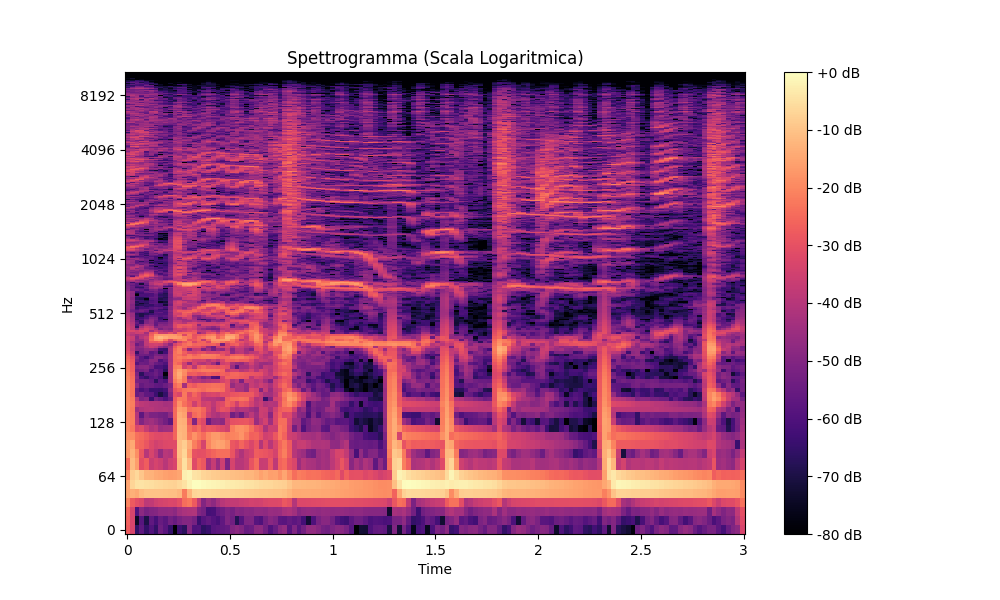 Spettrogramma (Scala Logaritmica)
Hz
8192
4096
2048
1024
512
256
128
64
0
0 0.5 1 1.5 2 2.5 3
Time
+0 dB
-10 dB
-20 dB
-30 dB
-40 dB
-50 dB
-60 dB
-70 dB
-80 dB